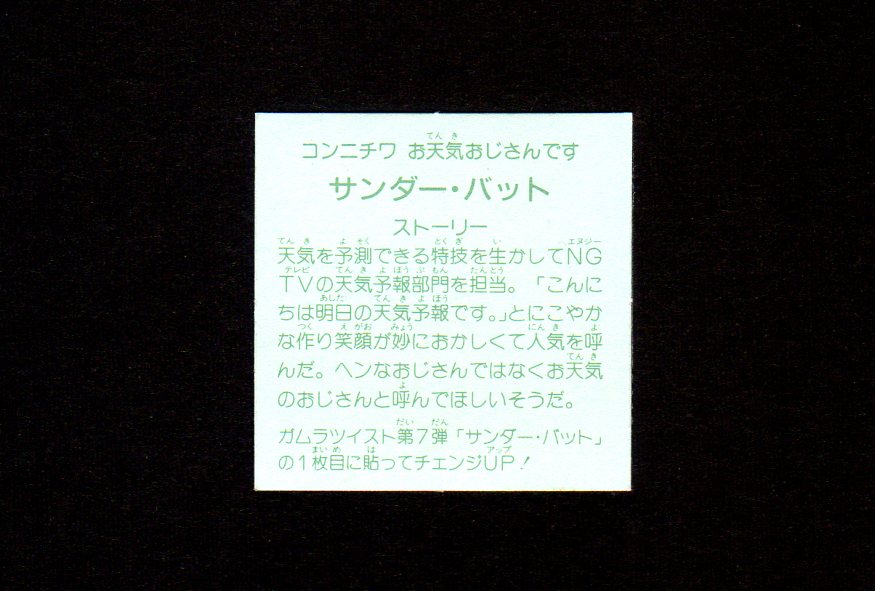 コンニチワ お天気おじさんです
サンダー・バット
ストーリー
天気を予測できる特技を生かしてNG
TVの天気予報部門を担当。「こんに
ちは明日の天気予報です。」とにこやか
な作り笑顔が妙におかしくて人気を呼
んだ。ヘンなおじさんではなくお天気
のおじさんと呼んでほしいそうだ。
ガムラツイスト第7弾「サンダー・バット」
の1枚目に貼ってチェンジUP!